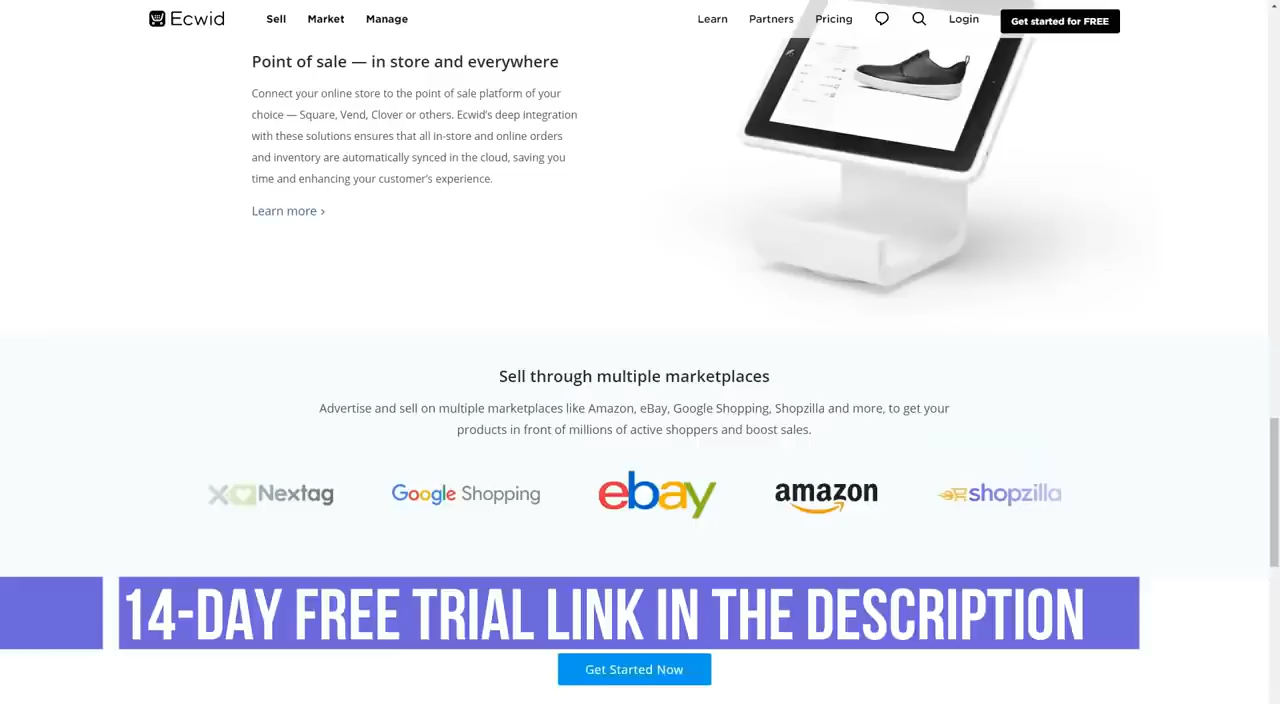 Ecwid
Sell Market Manage
Learn Partners Pricing Login Get started for FREE
Point of sale — in store and everywhere
Connect your online store to the point of sale platform of your
choice — Square, Vend, Clover or others. Ecwid's deep integration
with these solutions ensures that all in-store and online orders
and inventory are automatically synced in the cloud, saving you
time and enhancing your customer's experience.
Learn more ›
Sell through multiple marketplaces
Advertise and sell on multiple marketplaces like Amazon, eBay, Google Shopping, Shopzilla and more, to get your
products in front of millions of active shoppers and boost sales.
Nextag Google Shopping ebay amazon shopzilla
14-DAY FREE TRIAL LINK IN THE DESCRIPTION
Get Started Now